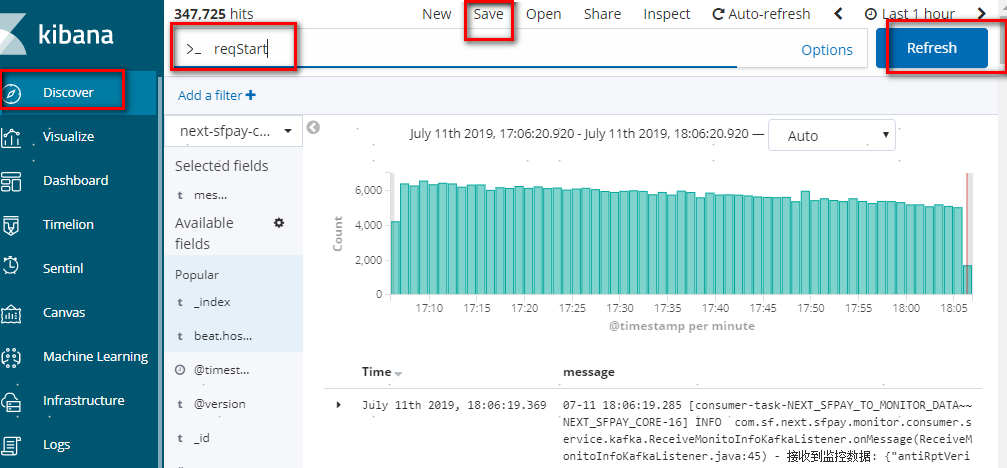 kibana
Discover
Visualize
Dashboard
Timelion
Sentinl
Canvas
Machine Learning
Infrastructure
Logs
347,725 hits
New Save Open Share Inspect Auto-refresh Last 1 hour
>_ reqStart Options Refresh
Add a filter +
next-sfpay-c...
Selected fields
t mes...
Available fields
Popular
t _index
t beat.hos...
@timest...
t @version
t _id
July 11th 2019, 17:06:20.920 - July 11th 2019, 18:06:20.920 — Auto
Count
6,000
4,000
2,000
0
17:10 17:15 17:20 17:25 17:30 17:35 17:40 17:45 17:50 17:55 18:00 18:05
@timestamp per minute
Time message
July 11th 2019, 18:06:19.369 07-11 18:06:19.285 [consumer-task-NEXT_SFPAY_TO_MONITOR_DATA~~
NEXT_SFPAY_CORE-16] INFO com.sf.next.sfpay.monitor.consumer.s
ervice.kafka.ReceiveMonitoInfoKafkaListener.onMessage(ReceiveM
onitoInfoKafkaListener.java:45) - 接收到监控数据: {"antiRptVeri